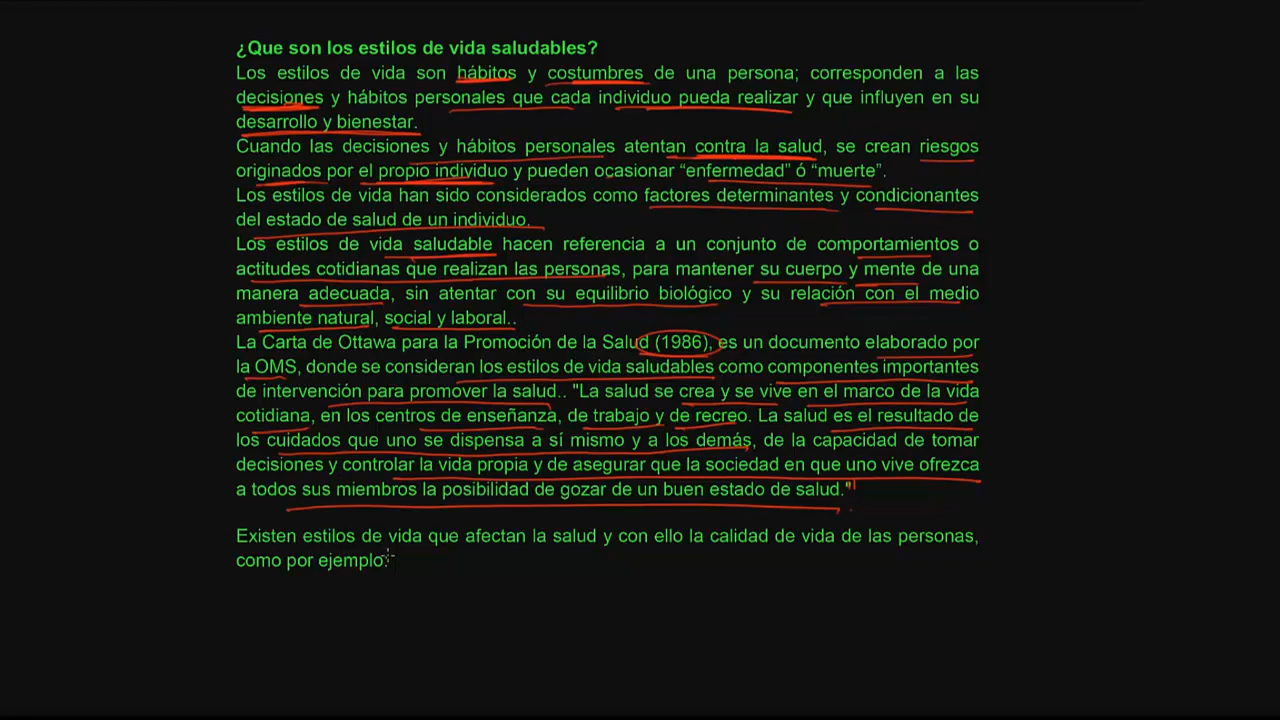 ¿Que son los estilos de vida saludables?
Los estilos de vida son hábitos y costumbres de una persona; corresponden a las
decisiones y hábitos personales que cada individuo pueda realizar y que influyen en su
desarrollo y bienestar.
Cuando las decisiones y hábitos personales atentan contra la salud, se crean riesgos
originados por el propio individuo y pueden ocasionar “enfermedad” ó “muerte”.
Los estilos de vida han sido considerados como factores determinantes y condicionantes
del estado de salud de un individuo.
Los estilos de vida saludable hacen referencia a un conjunto de comportamientos o
actitudes cotidianas que realizan las personas, para mantener su cuerpo y mente de una
manera adecuada, sin atentar con su equilibrio biológico y su relación con el medio
ambiente natural, social y laboral..
La Carta de Ottawa para la Promoción de la Salud (1986), es un documento elaborado por
la OMS, donde se consideran los estilos de vida saludables como componentes importantes
de intervención para promover la salud.. "La salud se crea y se vive en el marco de la vida
cotidiana, en los centros de enseñanza, de trabajo y de recreo. La salud es el resultado de
los cuidados que uno se dispensa a sí mismo y a los demás, de la capacidad de tomar
decisiones y controlar la vida propia y de asegurar que la sociedad en que uno vive ofrezca
a todos sus miembros la posibilidad de gozar de un buen estado de salud."
Existen estilos de vida que afectan la salud y con ello la calidad de vida de las personas,
como por ejemplo: